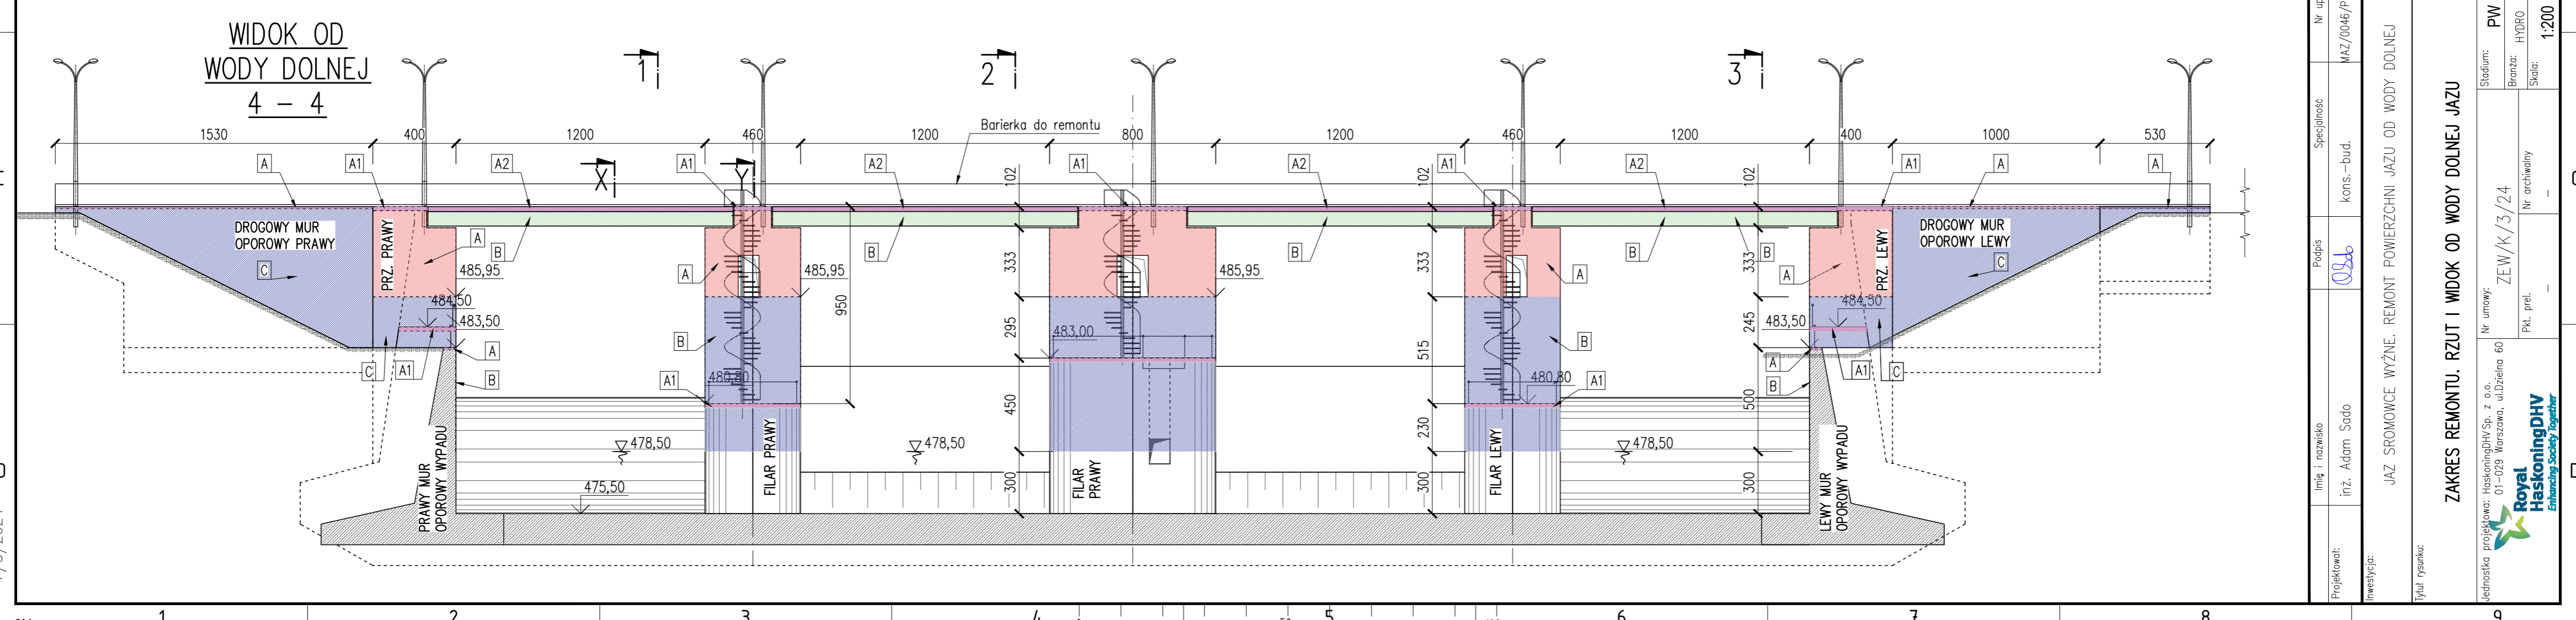 WIDOK OD
WODY DOLNEJ
4 - 4
1 2 3
1530 400 1200 460 1200 800 1200 460 1200 400 1000 530
Barierka do remontu
A A1 A2 X Y A1 A2 A1 A2 A1 A2 A1 A A
102 102 102
DROGOWY MUR
OPOROWY PRAWY
PRZ. PRAWY
A
B
C
485,95
484,50
483,50
A
A1
B
C
A
B
A1
480,80
485,95
950
B
333
295
450
300
483,00
485,95
B
333
515
230
300
A
B
A1
480,80
B
B
333
245
500
300
A
483,50
484,50
A
B
A1
C
PRZ. LEWY
DROGOWY MUR
OPOROWY LEWY
C
PRAWY MUR
OPOROWY WYPADU
478,50
475,50
FILAR PRAWY
478,50
FILAR
PRAWY
FILAR LEWY
478,50
LEWY MUR
OPOROWY WYPADU
1 2 3 4 5 6 7 8 9
Projektował:
Imię i nazwisko
Podpis
Specjalność
inż. Adam Sado
kons.-bud.
MAZ/0046/P
Inwestycja:
JAZ SROMOWCE WYŻNE. REMONT POWIERZCHNI JAZU OD WODY DOLNEJ
Tytuł rysunku:
ZAKRES REMONTU. RZUT I WIDOK OD WODY DOLNEJ JAZU
Jednostka projektowa: HaskoningDHV Sp. z o.o.
01-029 Warszawa, ul.Dzielna 60
Royal
HaskoningDHV
Enhancing Society Together
Nr umowy:
ZEW/K/3/24
Pkt. prel.
-
Nr archiwalny
-
Stadium:
PW
Branża:
HYDRO
Skala:
1:200